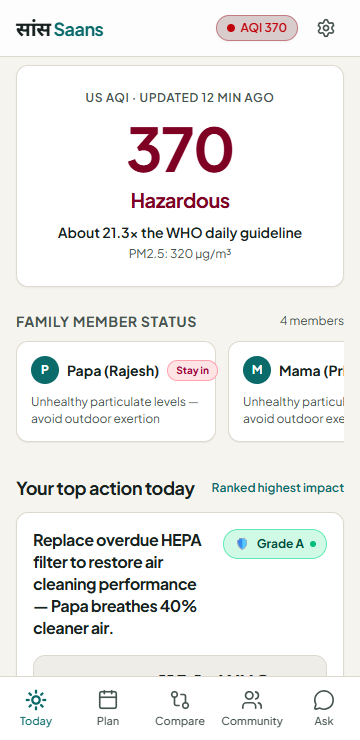 सांस Saans
AQI 370
US AQI · UPDATED 12 MIN AGO
370
Hazardous
About 21.3× the WHO daily guideline
PM2.5: 320 µg/m³
FAMILY MEMBER STATUS
4 members
P Papa (Rajesh) Stay in
Unhealthy particulate levels —
avoid outdoor exertion
M Mama
Unhealthy
avoid outdoor
Your top action today
Ranked highest impact
Replace overdue HEPA
filter to restore air
cleaning performance
— Papa breathes 40%
cleaner air.
Grade A
Today
Plan
Compare
Community
Ask